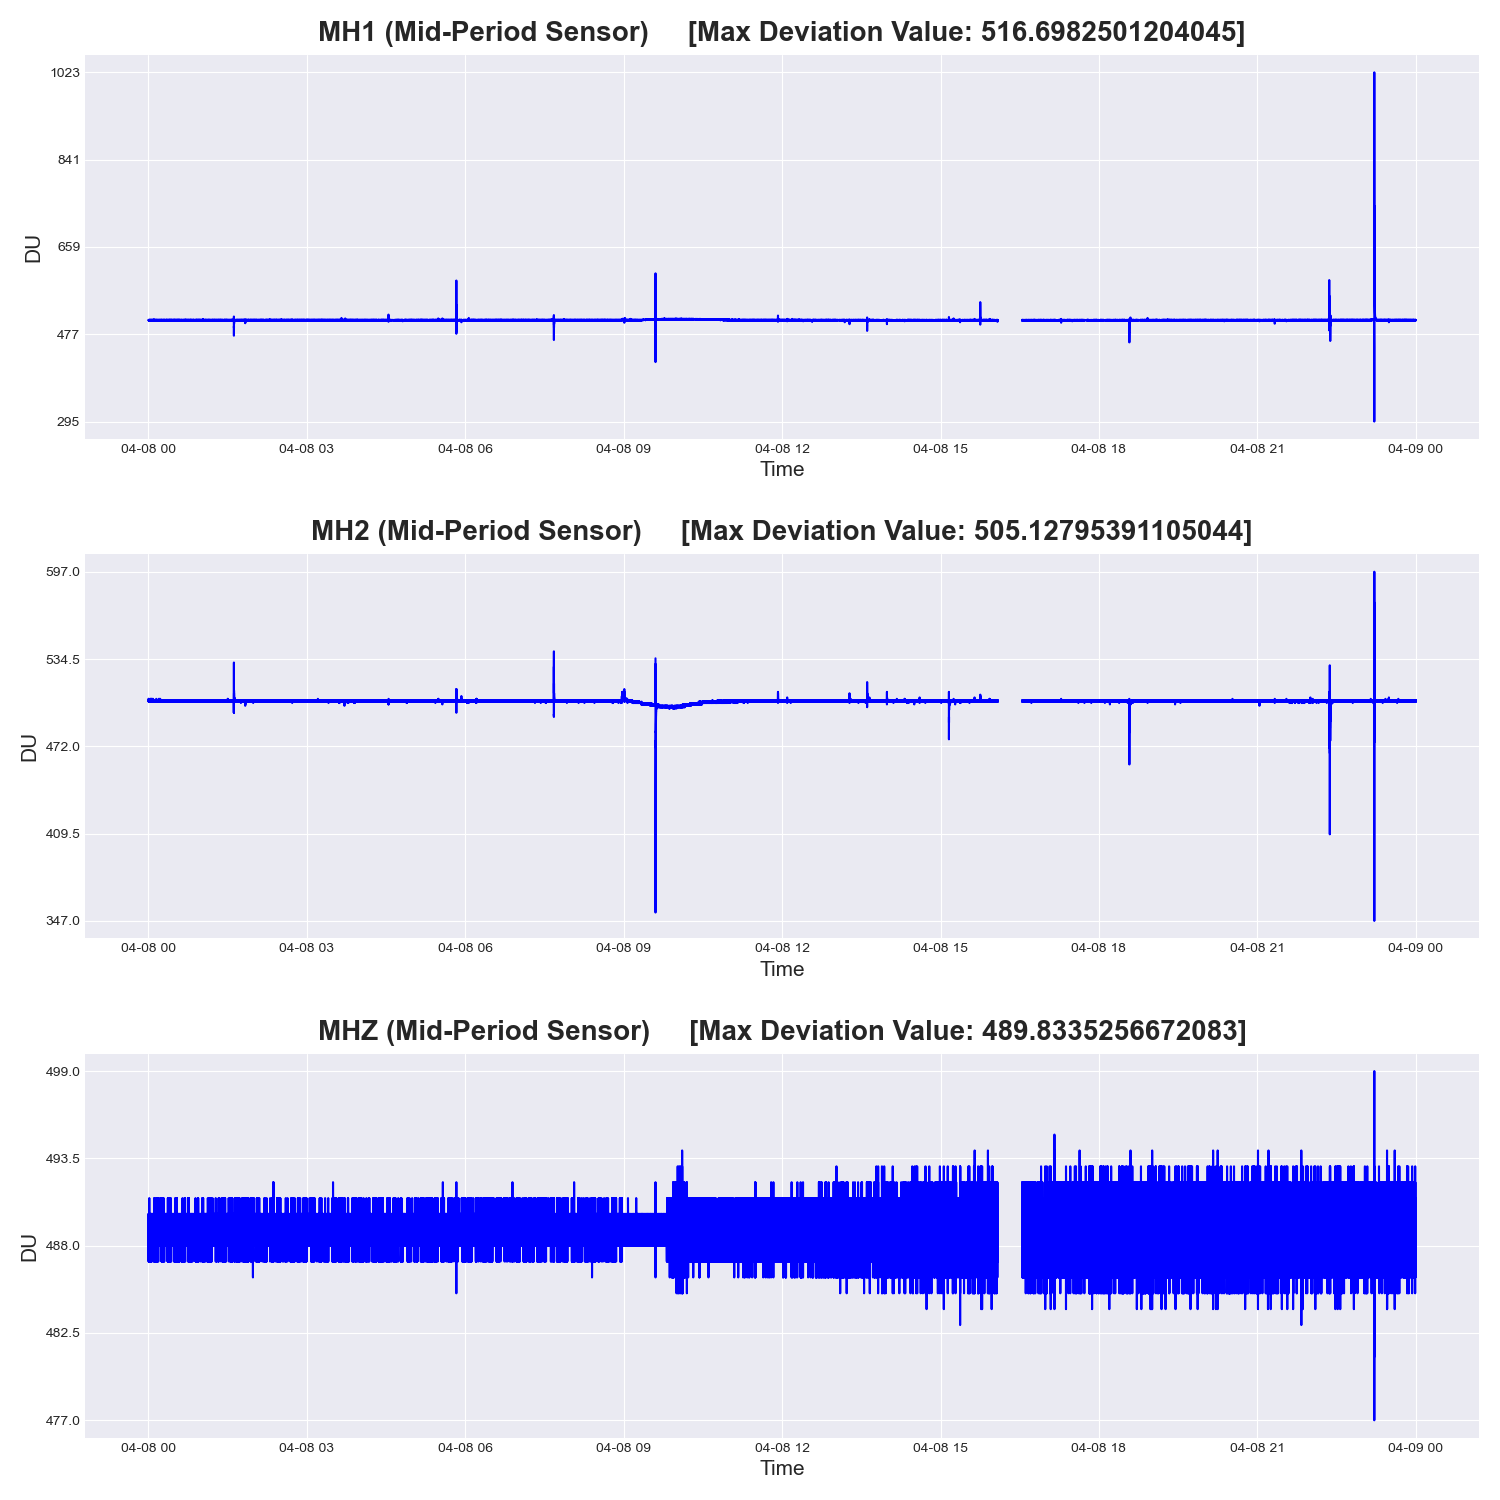 MH1 (Mid-Period Sensor) [Max Deviation Value: 516.6982501204045]
1023
841
659
477
295
DU
04-08 00 04-08 03 04-08 06 04-08 09 04-08 12 04-08 15 04-08 18 04-08 21 04-09 00
Time
MH2 (Mid-Period Sensor) [Max Deviation Value: 505.12795391105044]
597.0
534.5
472.0
409.5
347.0
DU
04-08 00 04-08 03 04-08 06 04-08 09 04-08 12 04-08 15 04-08 18 04-08 21 04-09 00
Time
MHZ (Mid-Period Sensor) [Max Deviation Value: 489.8335256672083]
499.0
493.5
488.0
482.5
477.0
DU
04-08 00 04-08 03 04-08 06 04-08 09 04-08 12 04-08 15 04-08 18 04-08 21 04-09 00
Time